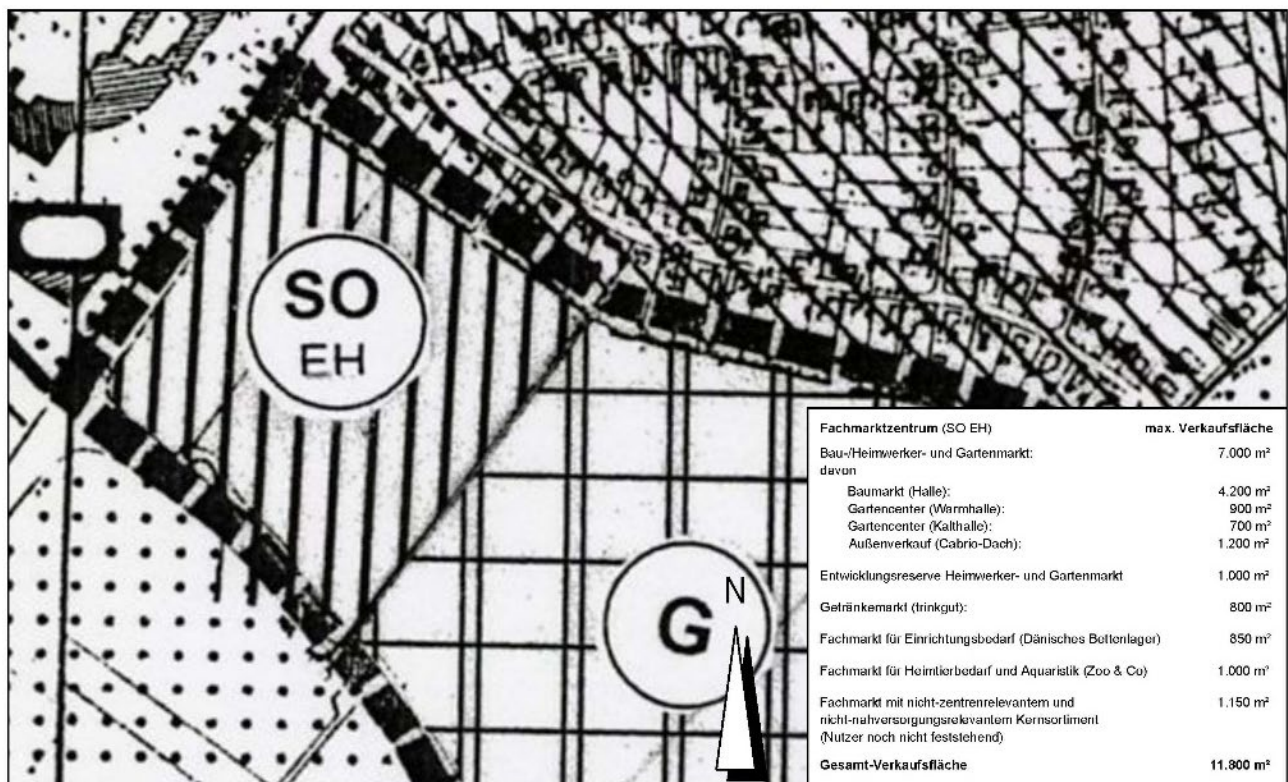 SO
EH
G
N
Fachmarktzentrum (SO EH) max. Verkaufsfläche
Bau-/Heimwerker- und Gartenmarkt: 7.000 m²
davon
Baumarkt (Halle): 4.200 m²
Gartencenter (Warmhalle): 900 m²
Gartencenter (Kalthalle): 700 m²
Außenverkauf (Cabrio-Dach): 1.200 m²
Entwicklungsreserve Heimwerker- und Gartenmarkt 1.000 m²
Getränkemarkt (trinkgut): 800 m²
Fachmarkt für Einrichtungsbedarf (Dänisches Bettenlager) 850 m²
Fachmarkt für Heimtierbedarf und Aquaristik (Zoo & Co) 1.000 m²
Fachmarkt mit nicht-zentrenrelevantem und 1.150 m²
nicht-nahversorgungsrelevantem Kernsortiment
(Nutzer noch nicht feststehend)
Gesamt-Verkaufsfläche 11.800 m²